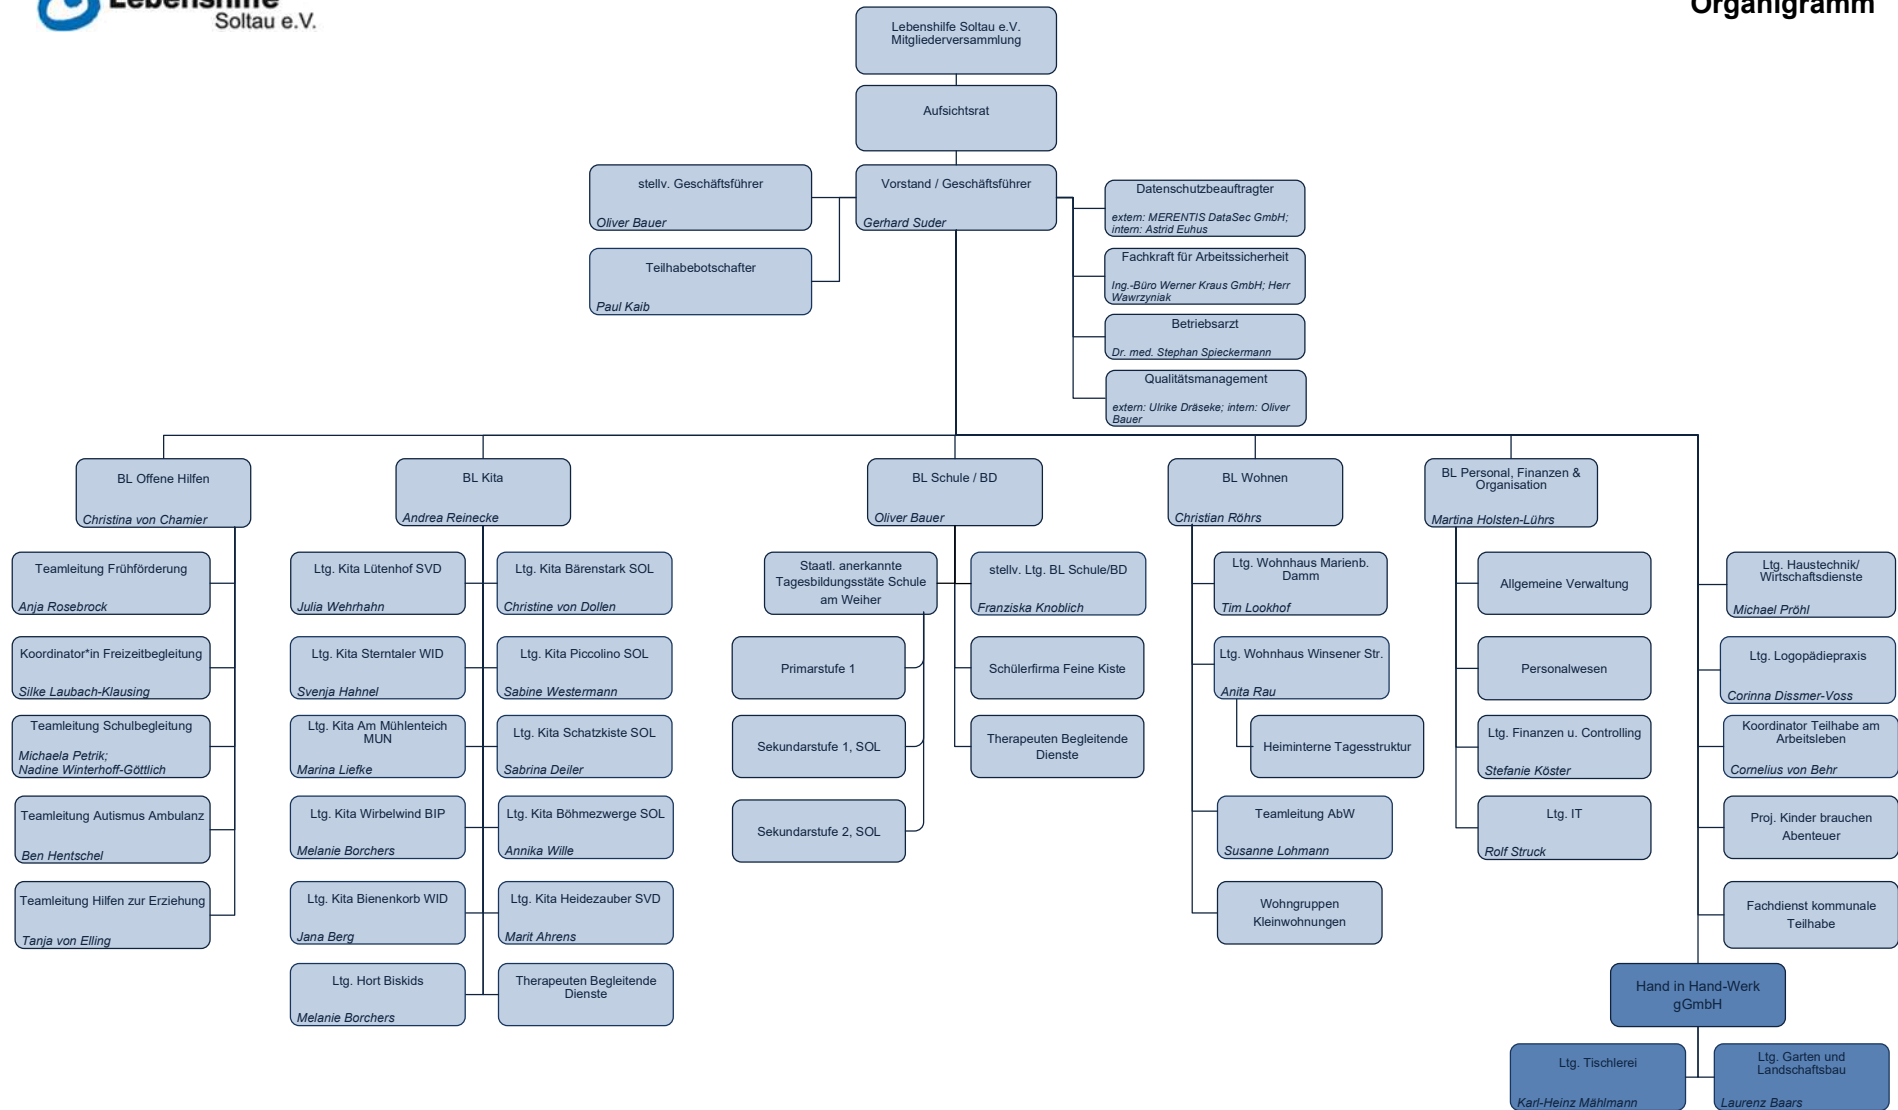 Lebenshilfe
Soltau e.V.
Organigramm
Lebenshilfe Soltau e.V.
Mitgliederversammlung
Aufsichtsrat
stellv. Geschäftsführer
Oliver Bauer
Vorstand / Geschäftsführer
Gerhard Suder
Teilhabebotschafter
Paul Kaib
Datenschutzbeauftragter
extern: MERENTIS DataSec GmbH;
intern: Astrid Euhus
Fachkraft für Arbeitssicherheit
Ing.-Büro Werner Kraus GmbH; Herr
Wawrzyniak
Betriebsarzt
Dr. med. Stephan Spieckermann
Qualitätsmanagement
extern: Ulrike Dräseke; intern: Oliver
Bauer
BL Offene Hilfen
Christina von Chamier
Teamleitung Frühförderung
Anja Rosebrock
Koordinator*in Freizeitbegleitung
Silke Laubach-Klausing
Teamleitung Schulbegleitung
Michaela Petrik;
Nadine Winterhoff-Göttlich
Teamleitung Autismus Ambulanz
Ben Hentschel
Teamleitung Hilfen zur Erziehung
Tanja von Elling
BL Kita
Andrea Reinecke
Ltg. Kita Lütenhof SVD
Julia Wehrhahn
Ltg. Kita Bärenstark SOL
Christine von Dollen
Ltg. Kita Sterntaler WID
Svenja Hahnel
Ltg. Kita Piccolino SOL
Sabine Westermann
Ltg. Kita Am Mühlenteich
MUN
Marina Liefke
Ltg. Kita Schatzkiste SOL
Sabrina Deiler
Ltg. Kita Wirbelwind BIP
Melanie Borchers
Ltg. Kita Böhmezwerge SOL
Annika Wille
Ltg. Kita Bienenkorb WID
Jana Berg
Ltg. Kita Heidezauber SVD
Marit Ahrens
Ltg. Hort Biskids
Melanie Borchers
Therapeuten Begleitende
Dienste
BL Schule / BD
Oliver Bauer
Staatl. anerkannte
Tagesbildungsstäte Schule
am Weiher
stellv. Ltg. BL Schule/BD
Franziska Knoblich
Primarstufe 1
Schülerfirma Feine Kiste
Sekundarstufe 1, SOL
Therapeuten Begleitende
Dienste
Sekundarstufe 2, SOL
BL Wohnen
Christian Röhrs
Ltg. Wohnhaus Marienb.
Damm
Tim Lookhof
Ltg. Wohnhaus Winsener Str.
Anita Rau
Heiminterne Tagesstruktur
Teamleitung AbW
Susanne Lohmann
Wohngruppen
Kleinwohnungen
BL Personal, Finanzen &
Organisation
Martina Holsten-Lührs
Allgemeine Verwaltung
Personalwesen
Ltg. Finanzen u. Controlling
Stefanie Köster
Ltg. IT
Rolf Struck
Ltg. Haustechnik/
Wirtschaftsdienste
Michael Pröhl
Ltg. Logopädiepraxis
Corinna Dissmer-Voss
Koordinator Teilhabe am
Arbeitsleben
Cornelius von Behr
Proj. Kinder brauchen
Abenteuer
Fachdienst kommunale
Teilhabe
Hand in Hand-Werk
gGmbH
Ltg. Tischlerei
Karl-Heinz Mählmann
Ltg. Garten und
Landschaftsbau
Laurenz Baars